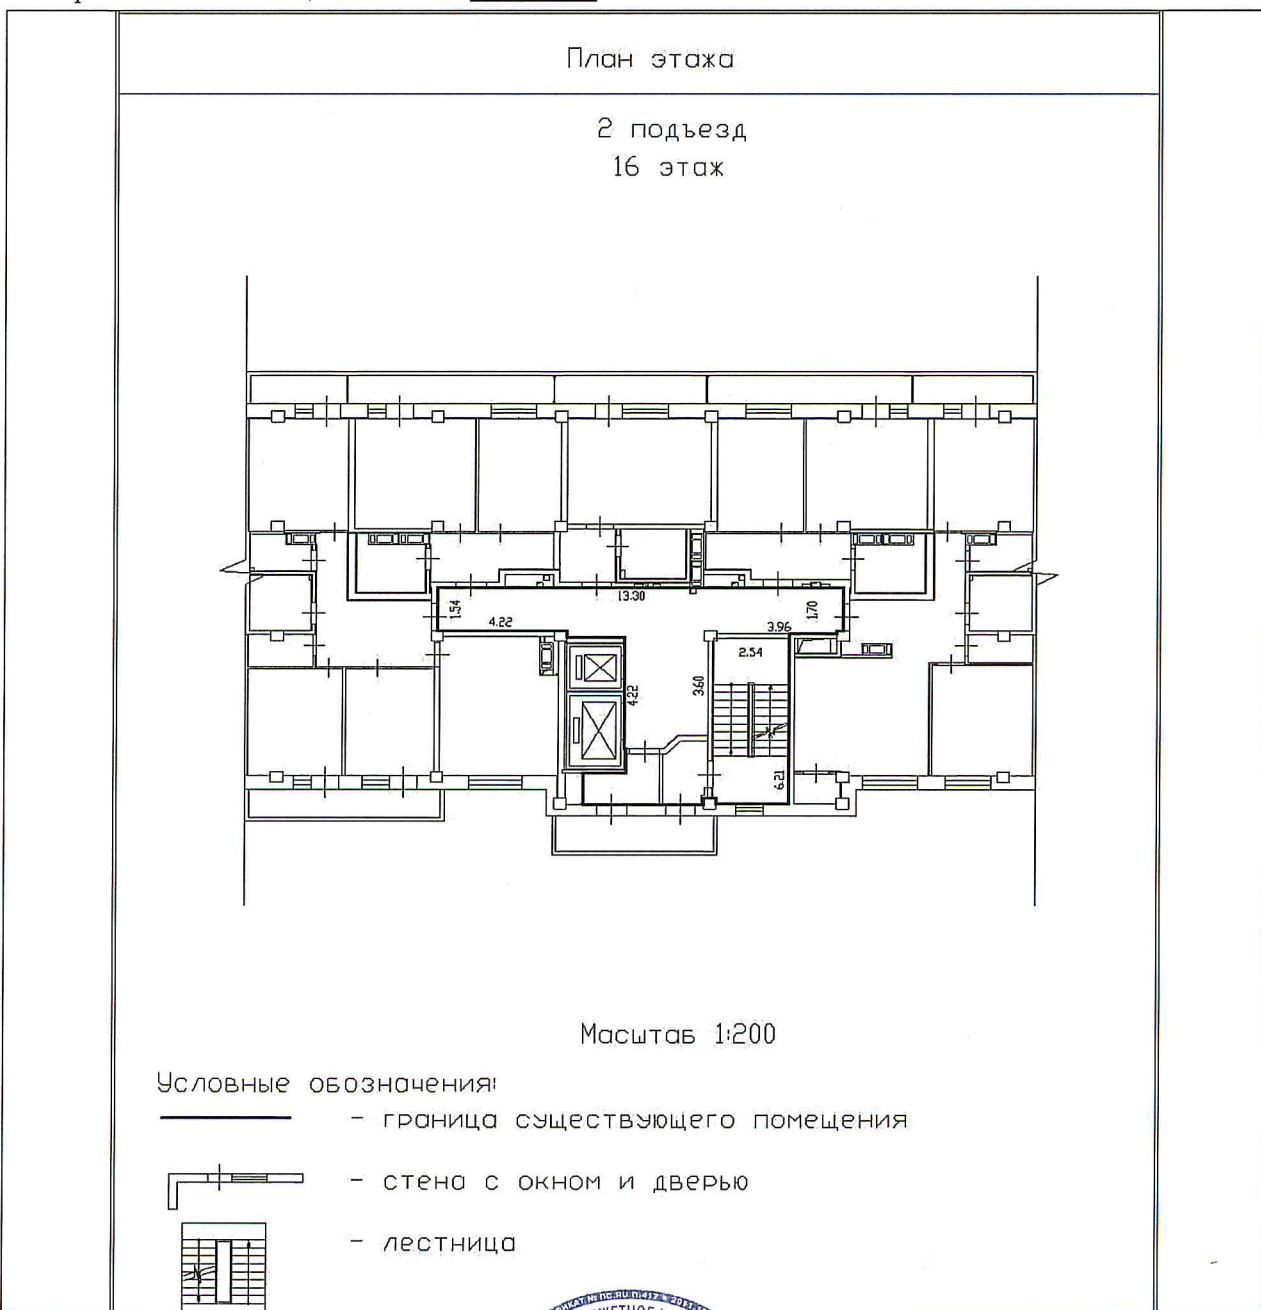 План этажа
2 подъезд
16 этаж
13.30
1.54
4.22
1.70
3.96
2.54
4.22
3.60
6.21
Масштаб 1:200
Условные обозначения:
- граница существующего помещения
- стена с окном и дверью
- лестница